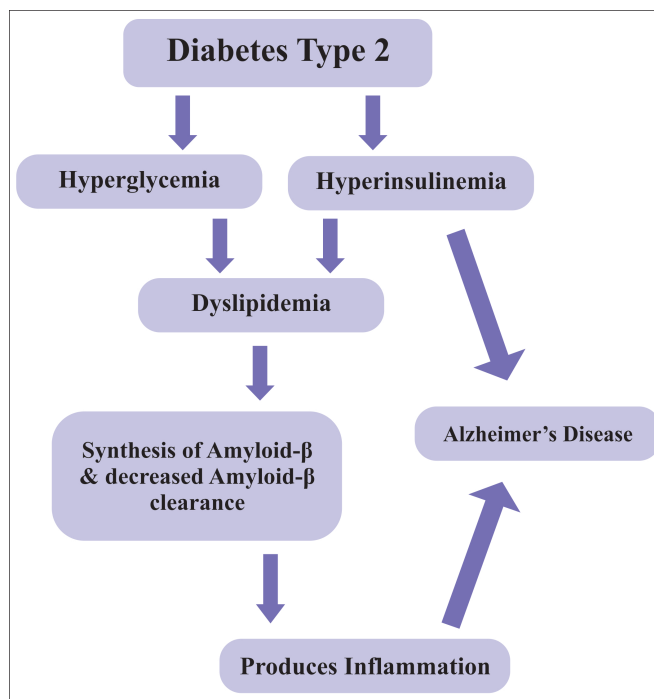 Diabetes Type 2
Hyperglycemia
Hyperinsulinemia
Dyslipidemia
Synthesis of Amyloid-β
& decreased Amyloid-β
clearance
Alzheimer’s Disease
Produces Inflammation